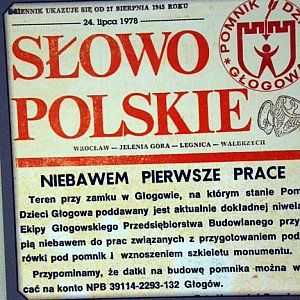 DZIENNIK UKAZUJE SIĘ OD 27 SIERPNIA 1945 ROKU
24. lipca 1978
SŁOWO
POLSKIE
POMNIK DZ
GŁOGOWA
WROCŁAW — JELENIA GÓRA — LEGNICA — WAŁBRZYCH
NIEBAWEM PIERWSZE PRACE
Teren przy zamku w Głogowie, na którym stanie Pom
Dzieci Głogowa poddawany jest aktualnie dokładnej niwela
Ekipy Głogowskiego Przedsiębiorstwa Budowlanego przy
pią niebawem do prac związanych z przygotowaniem pod
rówki pod pomnik i wznoszeniem szkieletu monumentu.
Przypominamy, że datki na budowę pomnika można w
cać na konto NPB 39114-2293-132 Głogów.